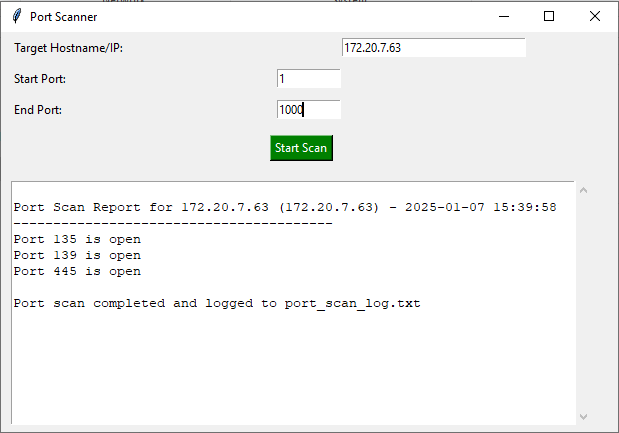 Port Scanner
Target Hostname/IP: 172.20.7.63
Start Port: 1
End Port: 1000
Start Scan
Port Scan Report for 172.20.7.63 (172.20.7.63) - 2025-01-07 15:39:58
----------------------------------------
Port 135 is open
Port 139 is open
Port 445 is open
Port scan completed and logged to port_scan_log.txt